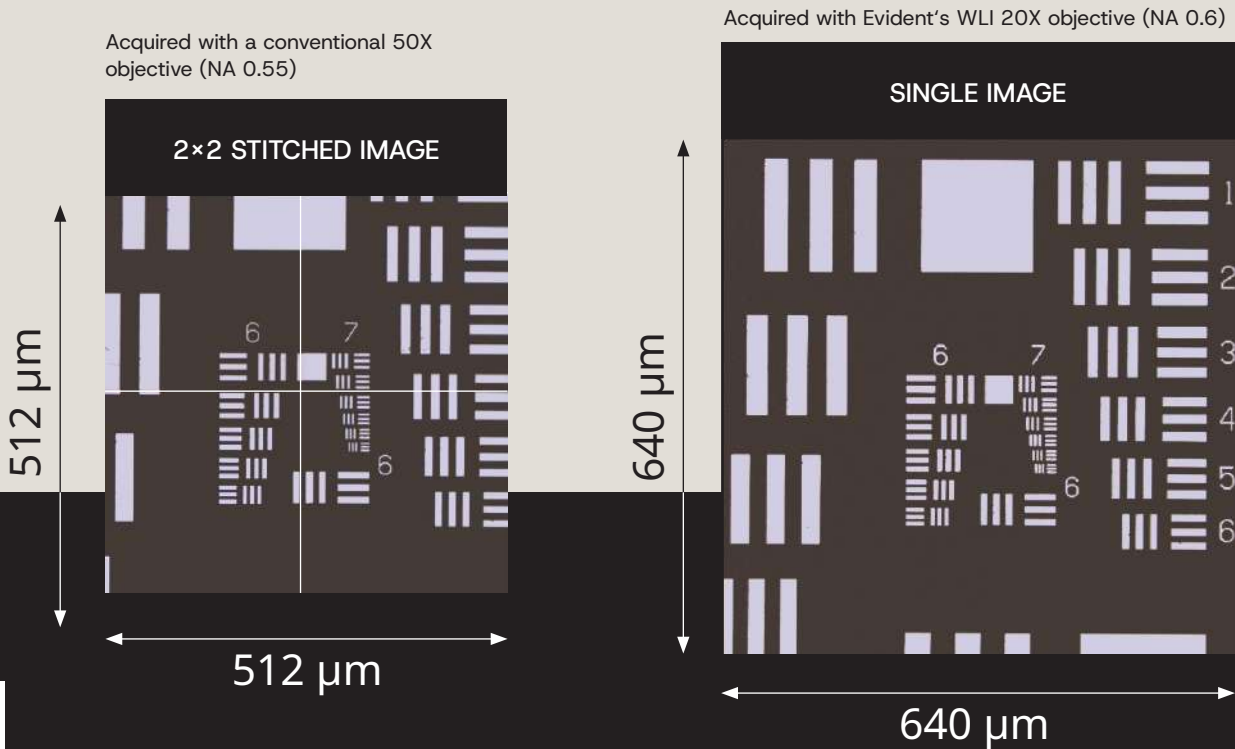 Acquired with a conventional 50X
objective (NA 0.55)
2×2 STITCHED IMAGE
512 µm
6 7
6
512 µm
Acquired with Evident‘s WLI 20X objective (NA 0.6)
SINGLE IMAGE
640 µm
1
2
3
6 7
4
5
6
6
640 µm